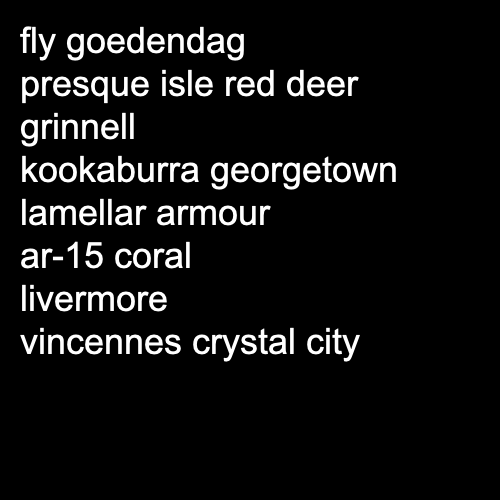 fly goedendag
presque isle red deer
grinnell
kookaburra georgetown
lamellar armour
ar-15 coral
livermore
vincennes crystal city